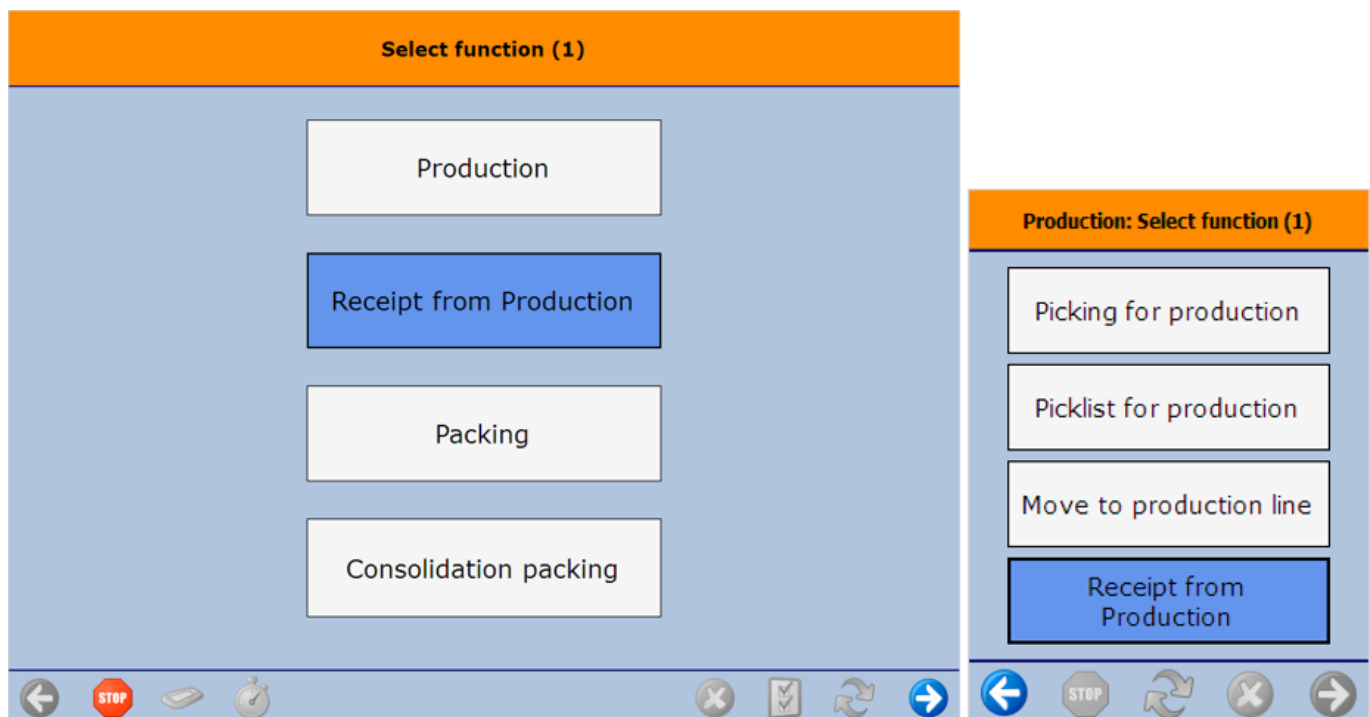 Select function (1)
Production
Receipt from Production
Packing
Consolidation packing
STOP
Production: Select function (1)
Picking for production
Picklist for production
Move to production line
Receipt from
Production
STOP